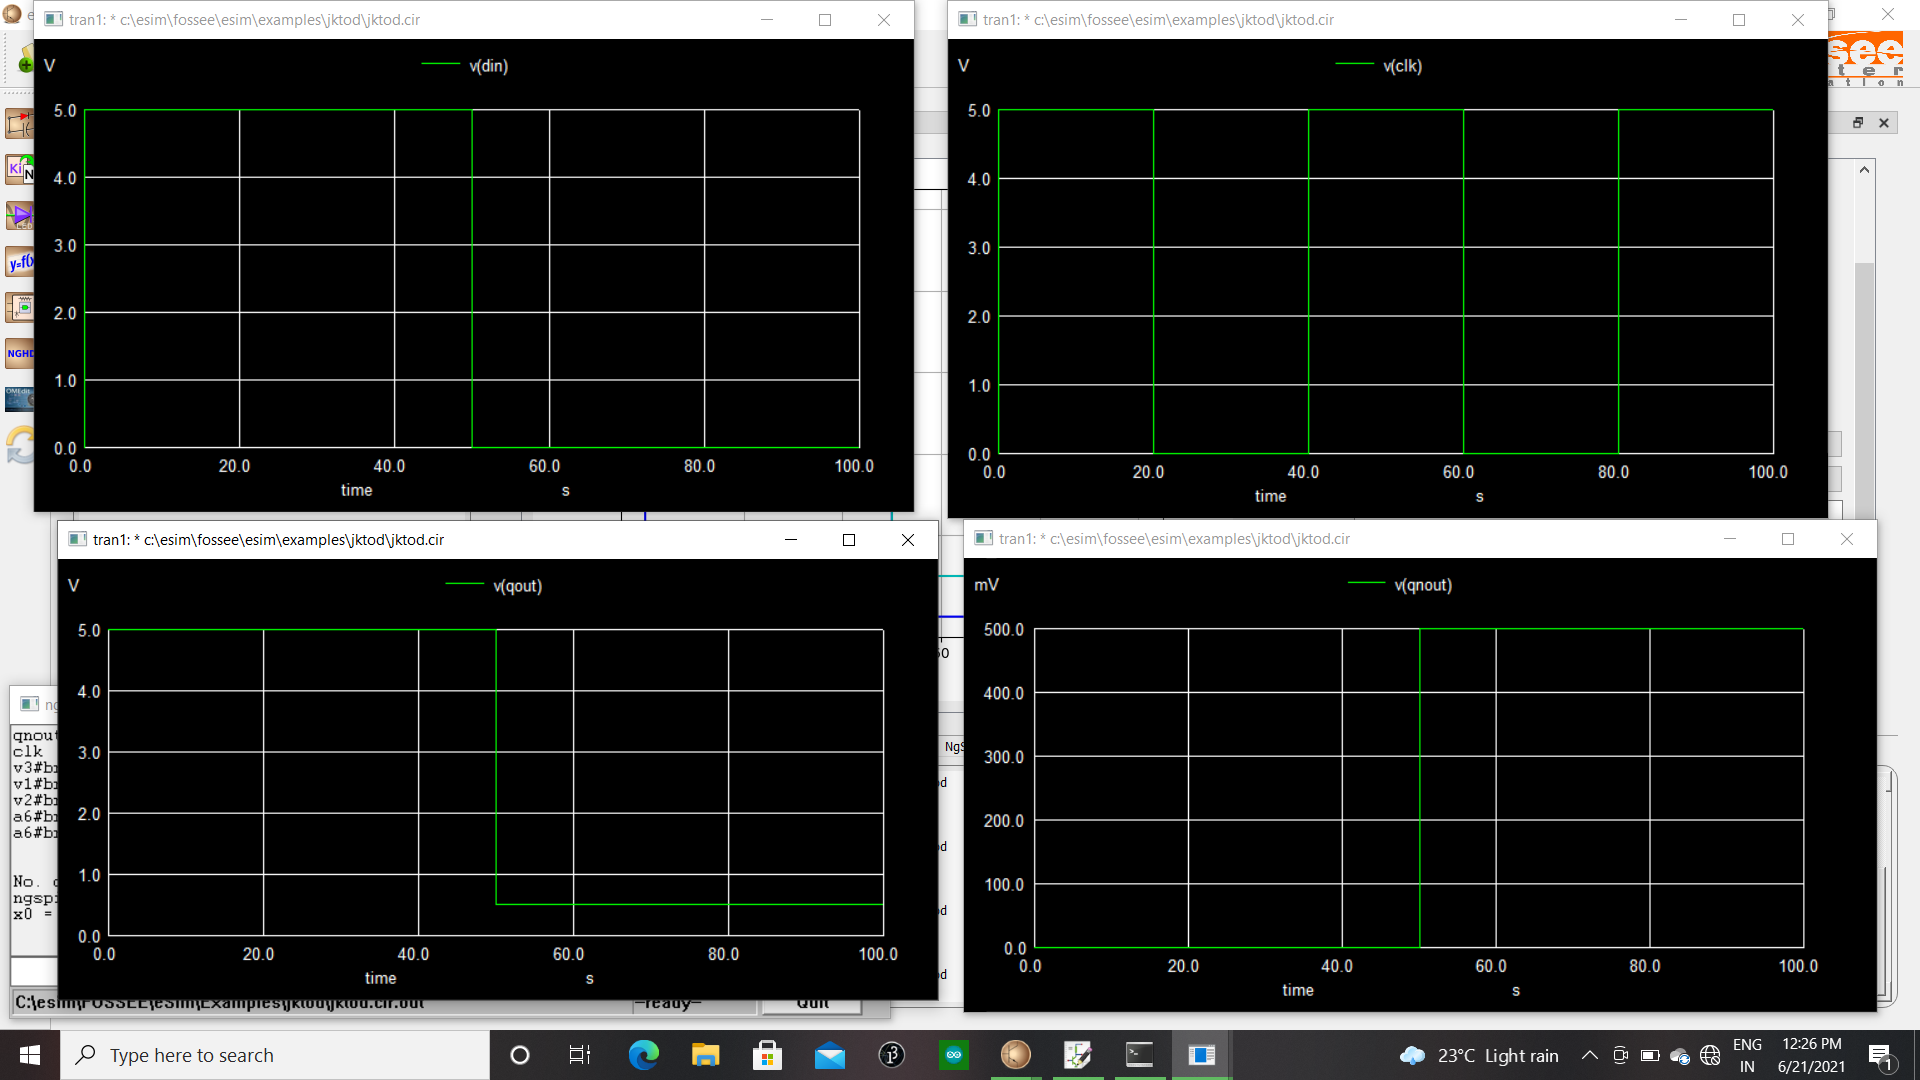 tran1: * c:\esim\fossee\esim\examples\jktod\jktod.cir
V
v(din)
5.0
4.0
3.0
2.0
1.0
0.0
0.0 20.0 40.0 60.0 80.0 100.0
time s
tran1: * c:\esim\fossee\esim\examples\jktod\jktod.cir
V
v(clk)
5.0
4.0
3.0
2.0
1.0
0.0
0.0 20.0 40.0 60.0 80.0 100.0
time s
tran1: * c:\esim\fossee\esim\examples\jktod\jktod.cir
V
v(qout)
5.0
4.0
3.0
2.0
1.0
0.0
0.0 20.0 40.0 60.0 80.0 100.0
time s
tran1: * c:\esim\fossee\esim\examples\jktod\jktod.cir
mV
v(qnout)
500.0
400.0
300.0
200.0
100.0
0.0
0.0 20.0 40.0 60.0 80.0 100.0
time s
y=f(x
NGHD
clk
x0 =
C:\esim\FOSSEE\eSim\Examples\jktod\jktod.cir.out --ready-- Quit
Type here to search
23°C Light rain
ENG
IN
12:26 PM
6/21/2021
1